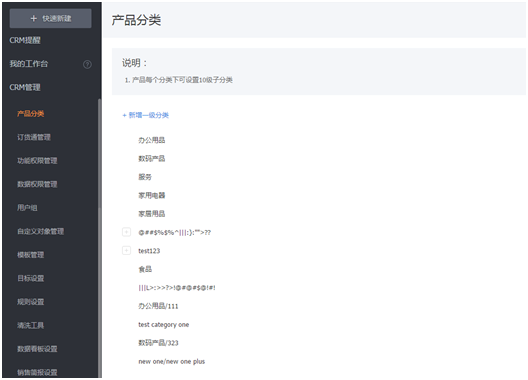 + 快速新建
CRM提醒
我的工作台 ?
CRM管理
产品分类
订货通管理
功能权限管理
数据权限管理
用户组
自定义对象管理
模板管理
目标设置
规则设置
清洗工具
数据看板设置
销售简报设置
产品分类
说明：
1. 产品每个分类下可设置10级子分类
+ 新增一级分类
办公用品
数码产品
服务
家用电器
家居用品
@##$%$%^|||:}:"">??
test123
食品
|||L>:>>?>!@#@#$@!#!
办公用品/111
test category one
数码产品/323
new one/new one plus